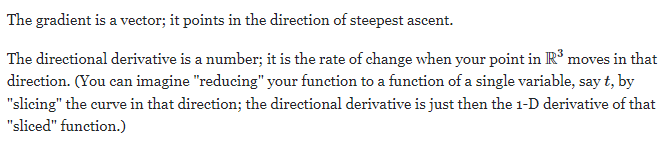 The gradient is a vector; it points in the direction of steepest ascent.
The directional derivative is a number; it is the rate of change when your point in ℝ³ moves in that
direction. (You can imagine "reducing" your function to a function of a single variable, say t, by
"slicing" the curve in that direction; the directional derivative is just then the 1-D derivative of that
"sliced" function.)